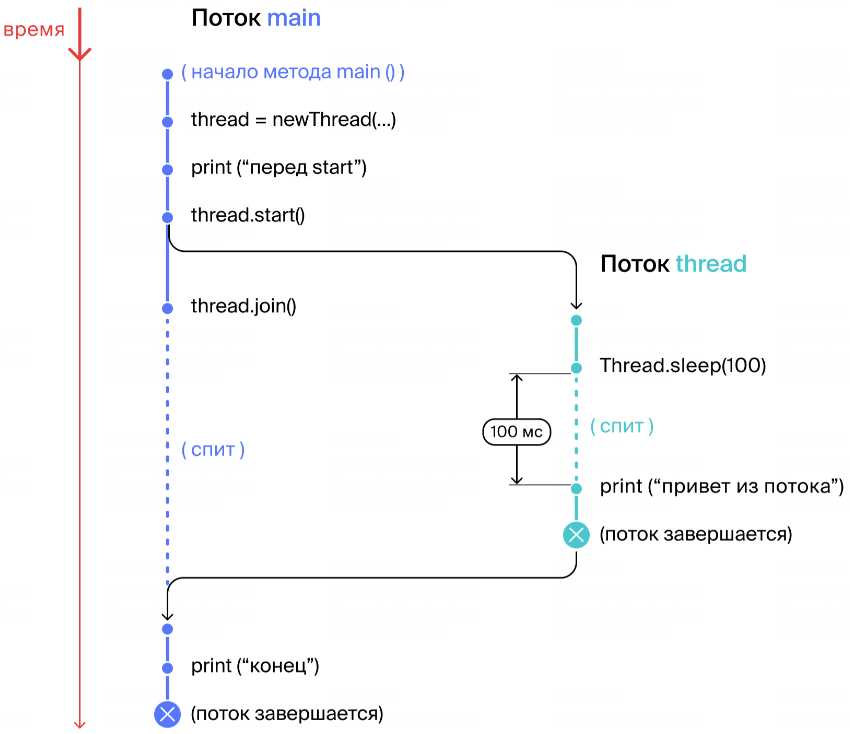 время
Поток main
( начало метода main () )
thread = newThread(...)
print (“перед start”)
thread.start()
Поток thread
thread.join()
Thread.sleep(100)
100 мс
( спит )
( спит )
print (“привет из потока”)
(поток завершается)
print (“конец”)
(поток завершается)